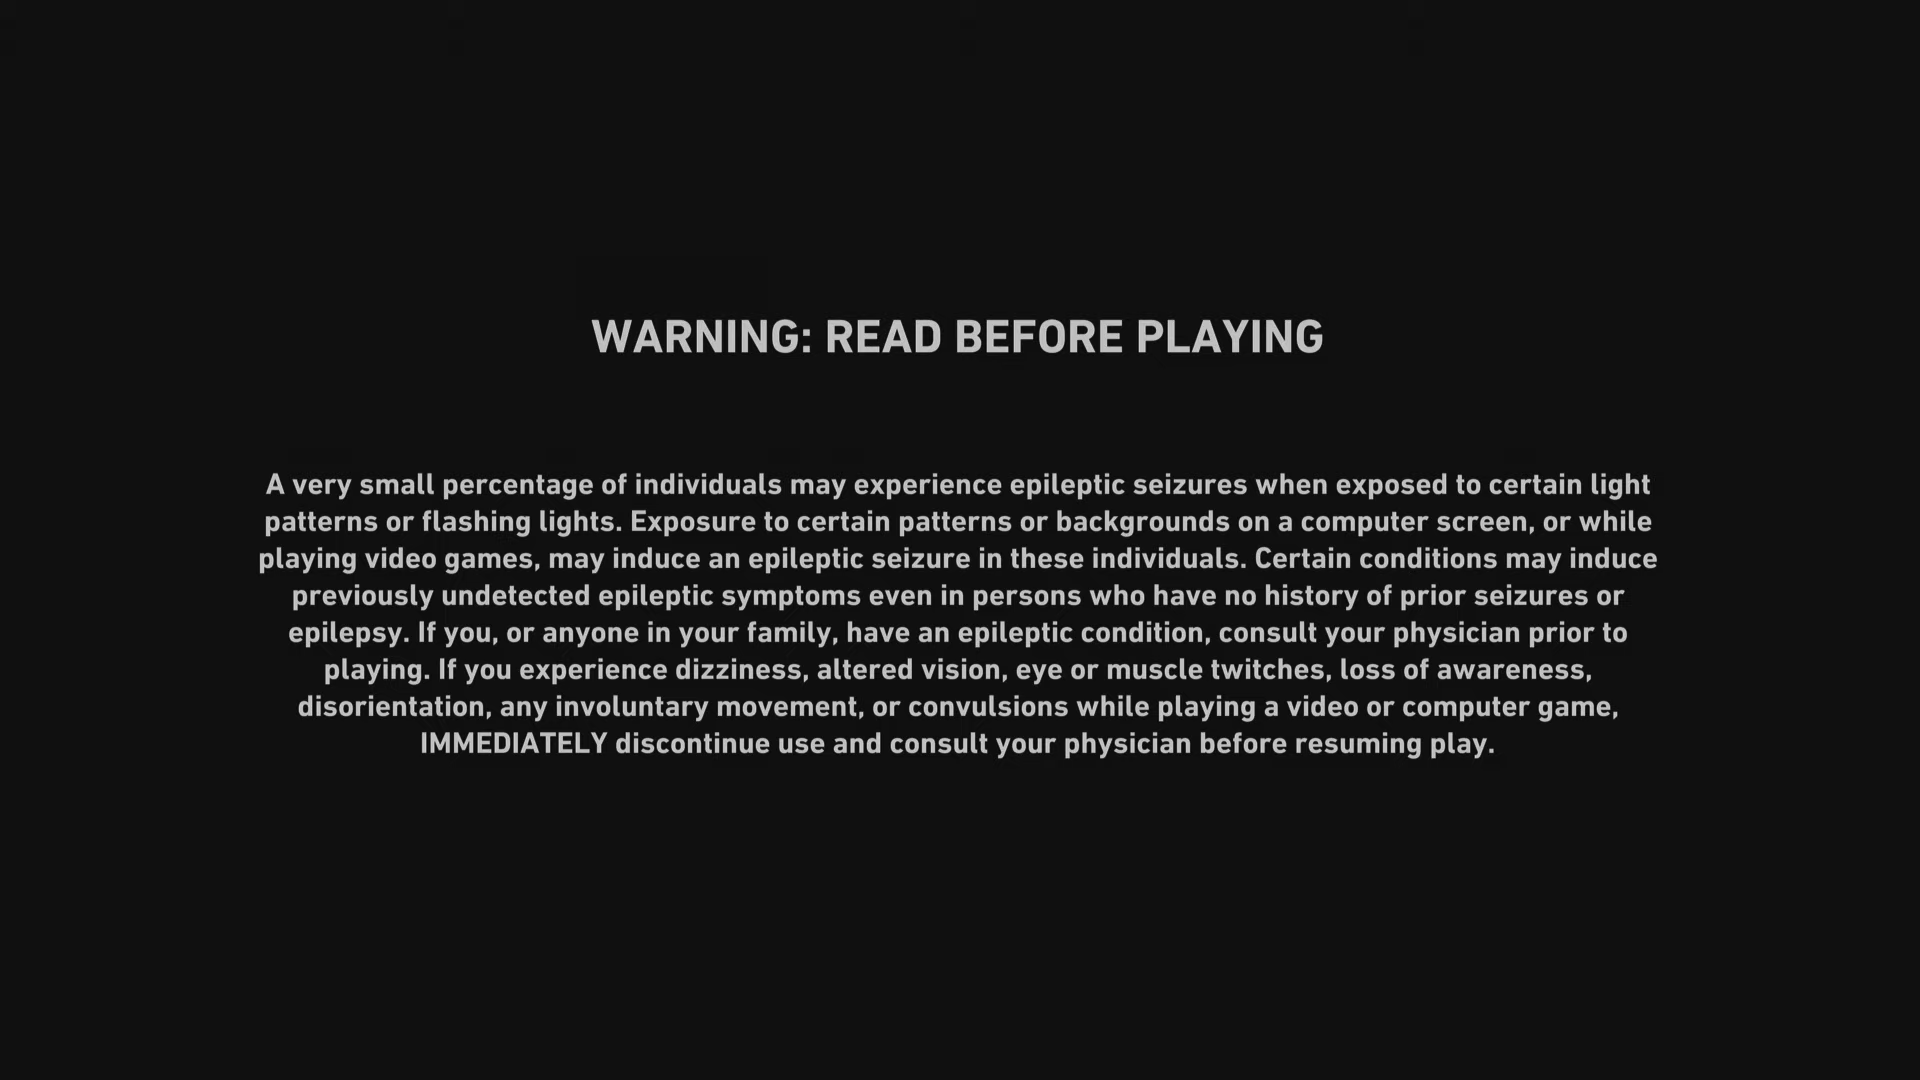 WARNING: READ BEFORE PLAYING
A very small percentage of individuals may experience epileptic seizures when exposed to certain light
patterns or flashing lights. Exposure to certain patterns or backgrounds on a computer screen, or while
playing video games, may induce an epileptic seizure in these individuals. Certain conditions may induce
previously undetected epileptic symptoms even in persons who have no history of prior seizures or
epilepsy. If you, or anyone in your family, have an epileptic condition, consult your physician prior to
playing. If you experience dizziness, altered vision, eye or muscle twitches, loss of awareness,
disorientation, any involuntary movement, or convulsions while playing a video or computer game,
IMMEDIATELY discontinue use and consult your physician before resuming play.